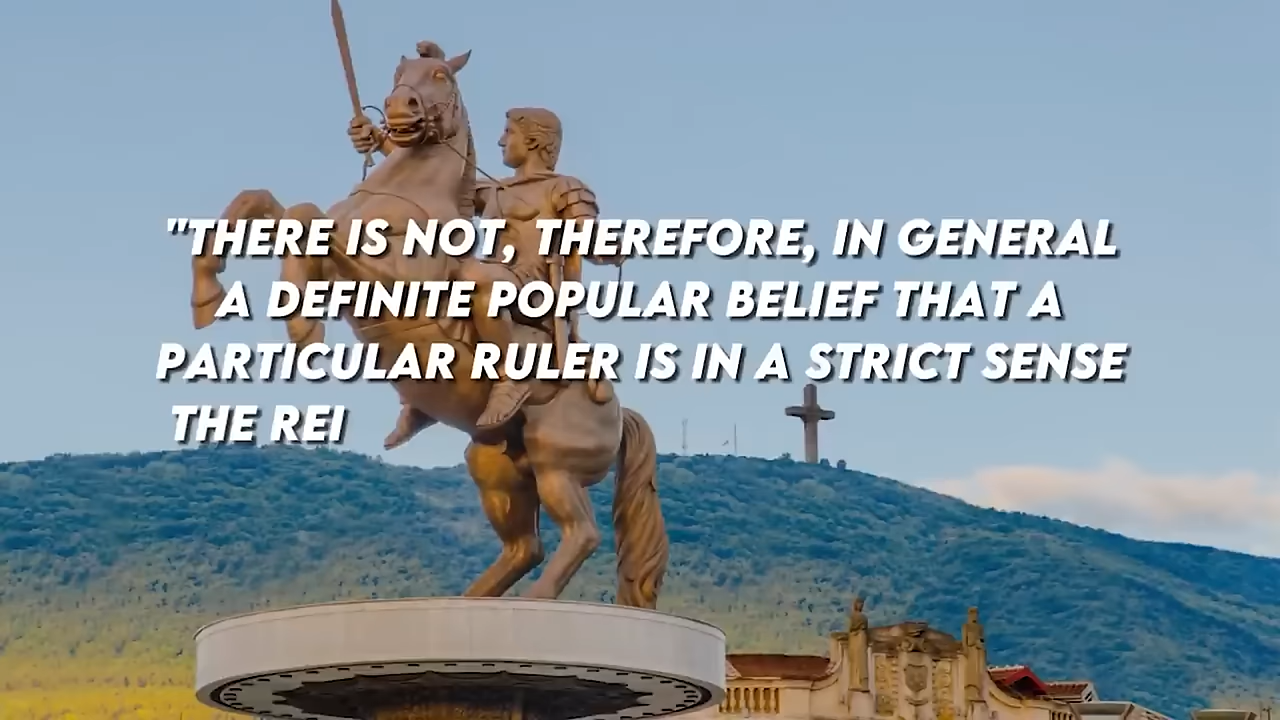 "THERE IS NOT, THEREFORE, IN GENERAL
A DEFINITE POPULAR BELIEF THAT A
PARTICULAR RULER IS IN A STRICT SENSE
THE REI